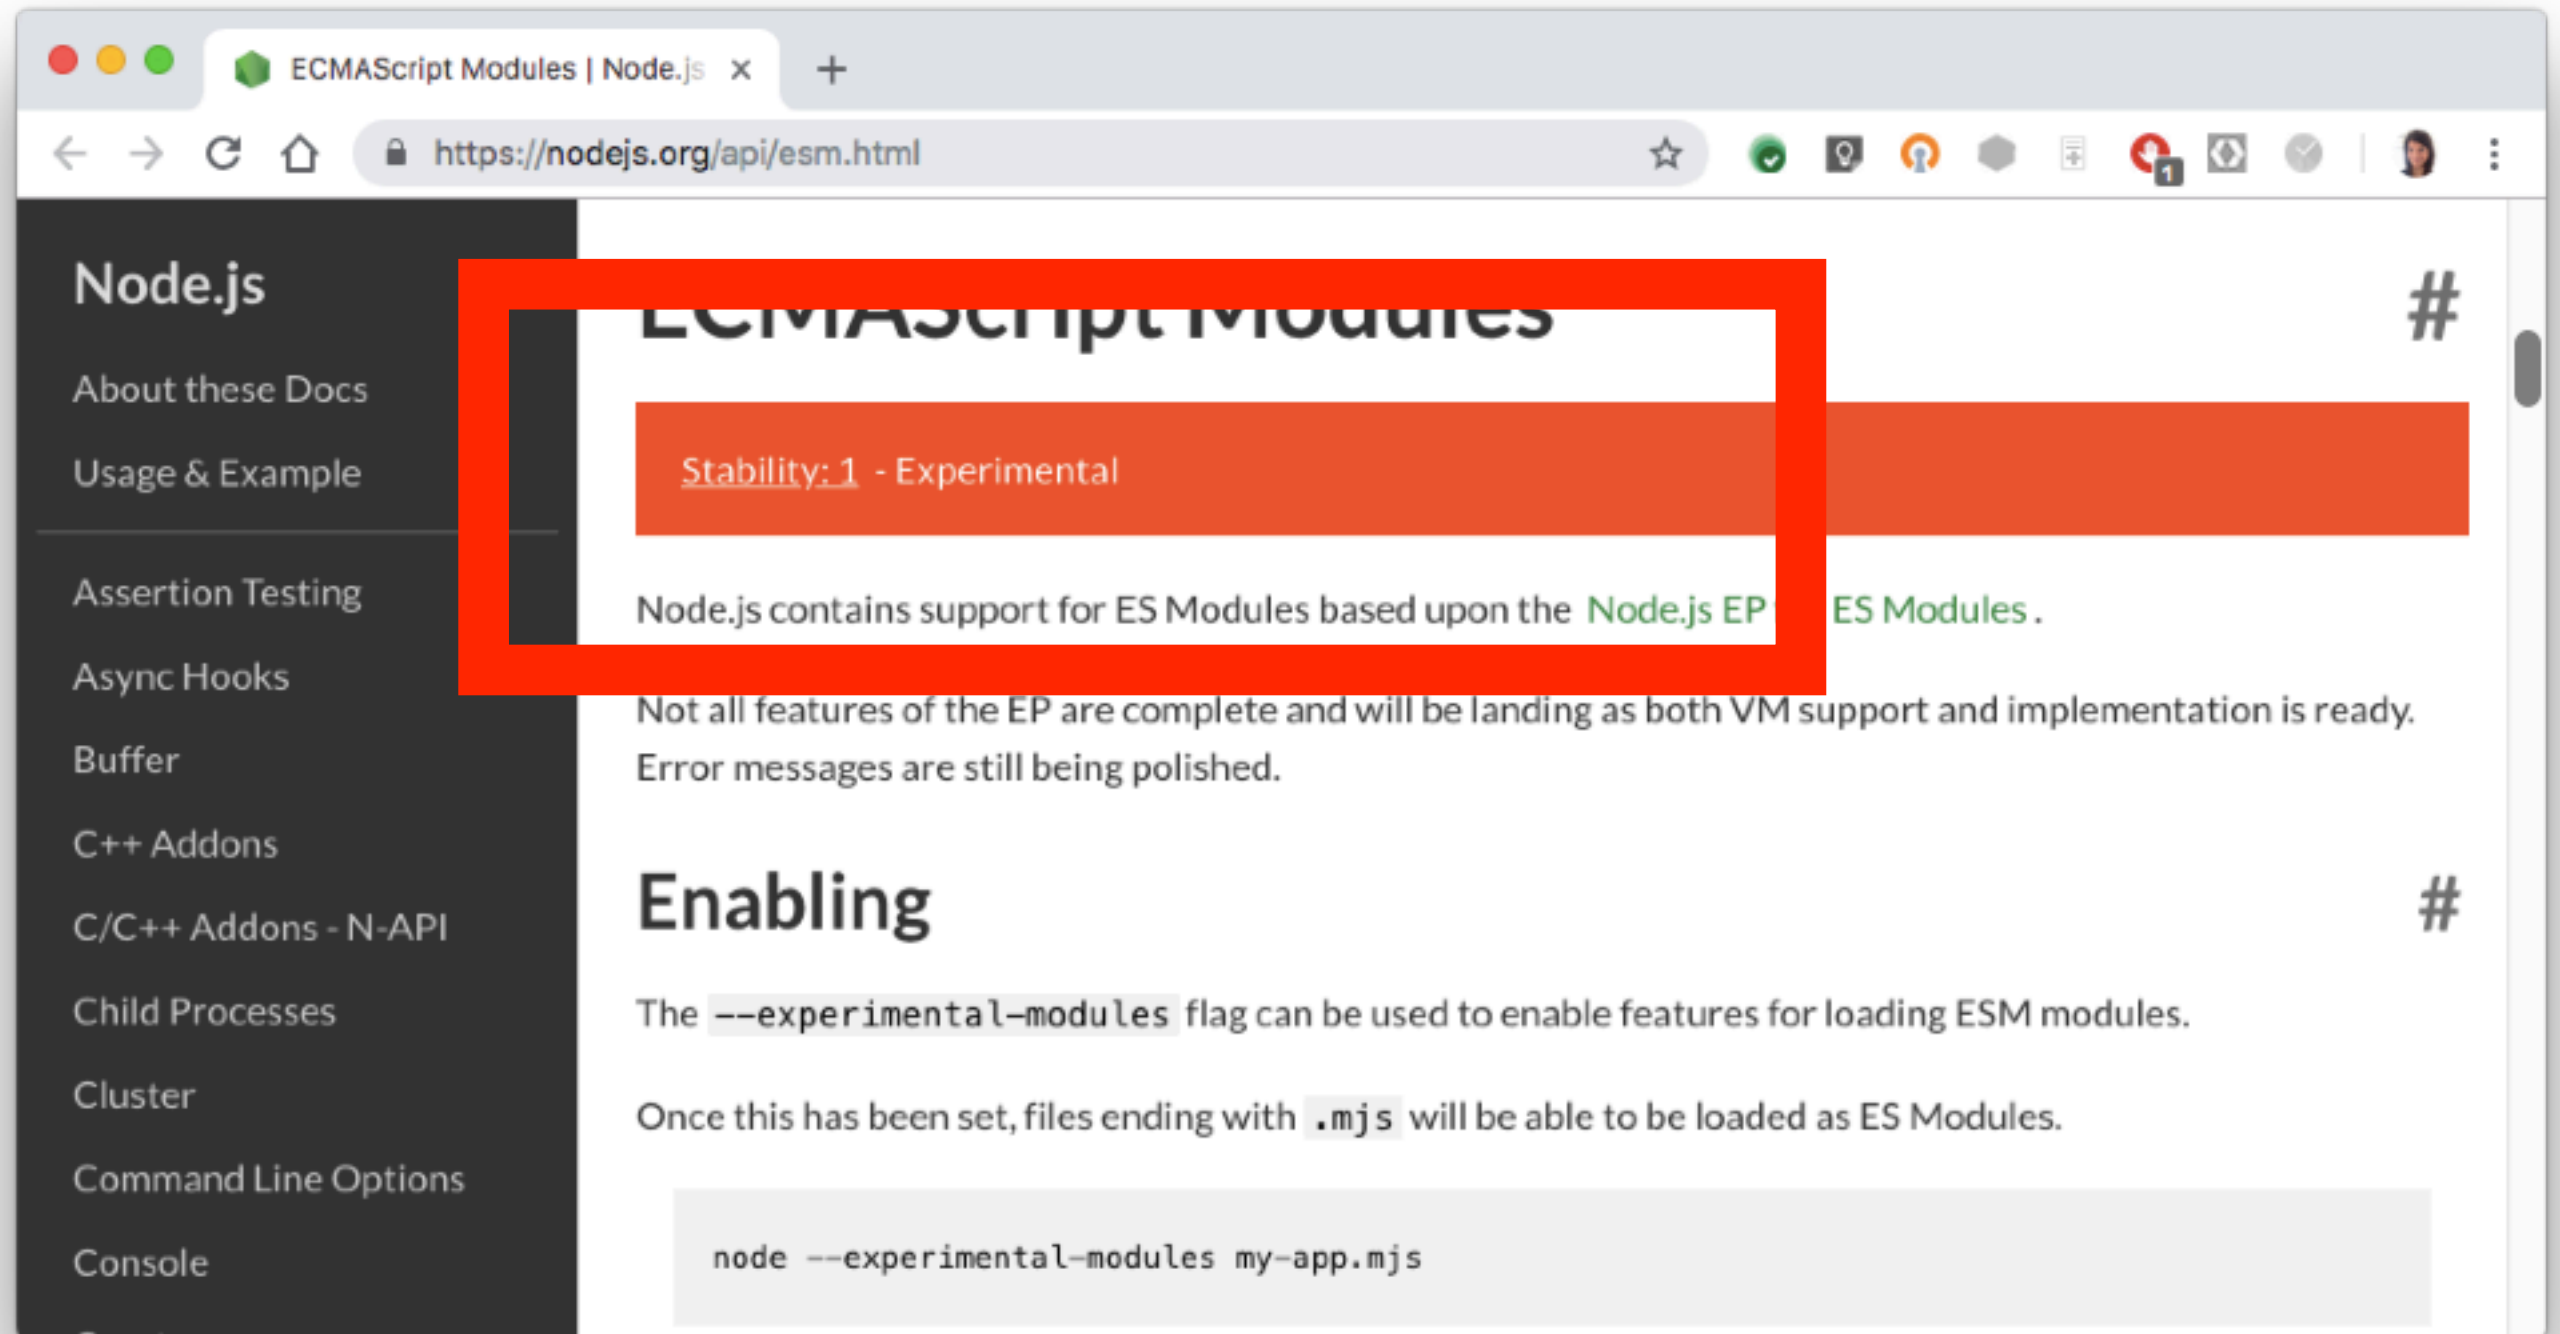 ECMAScript Modules | Node.js
https://nodejs.org/api/esm.html
1
Node.js
About these Docs
Usage & Example
Assertion Testing
Async Hooks
Buffer
C++ Addons
C/C++ Addons - N-API
Child Processes
Cluster
Command Line Options
Console
ECMAScript Modules
#
Stability: 1 - Experimental
Node.js contains support for ES Modules based upon the Node.js EP ES Modules.
Not all features of the EP are complete and will be landing as both VM support and implementation is ready.
Error messages are still being polished.
Enabling
#
The --experimental-modules flag can be used to enable features for loading ESM modules.
Once this has been set, files ending with .mjs will be able to be loaded as ES Modules.
node --experimental-modules my-app.mjs